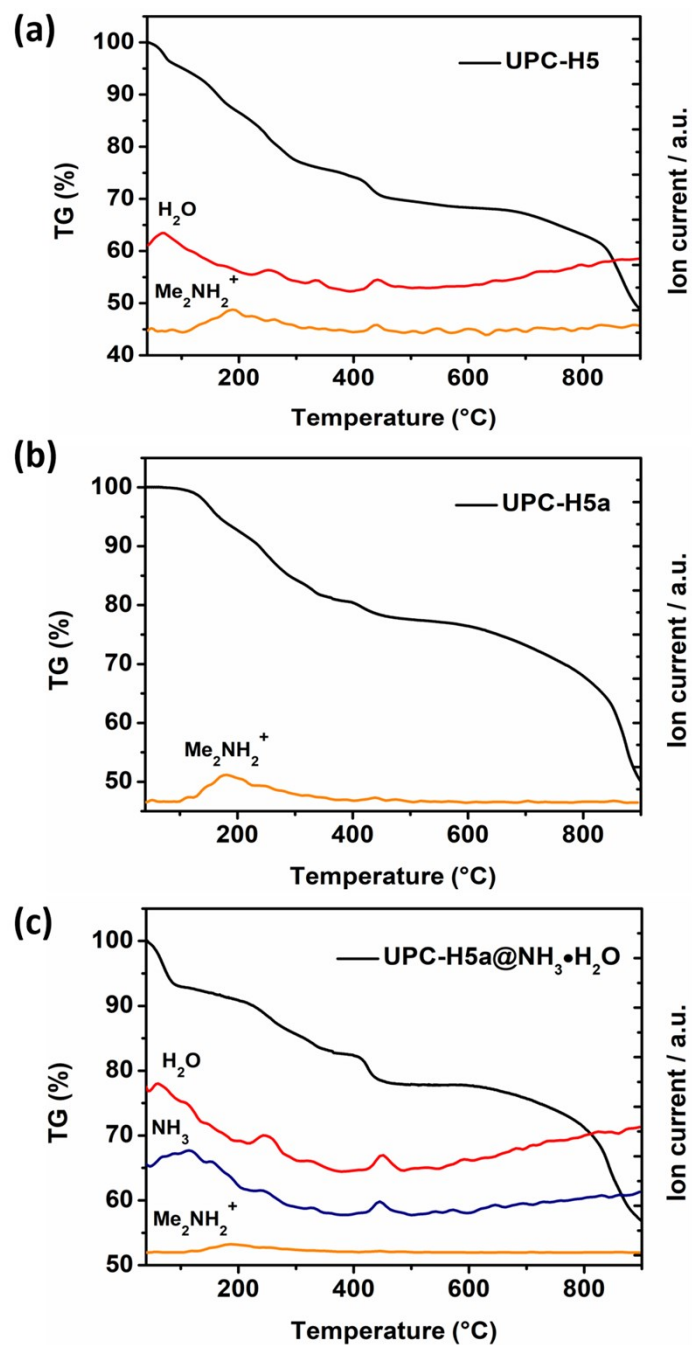 (a)
UPC-H5
TG (%)
Ion current / a.u.
100
90
80
70
60
50
40
H₂O
Me₂NH₂⁺
200
400
600
800
Temperature (°C)
(b)
UPC-H5a
TG (%)
Ion current / a.u.
100
90
80
70
60
50
Me₂NH₂⁺
200
400
600
800
Temperature (°C)
(c)
UPC-H5a@NH₃•H₂O
TG (%)
Ion current / a.u.
100
90
80
70
60
50
H₂O
NH₃
Me₂NH₂⁺
200
400
600
800
Temperature (°C)